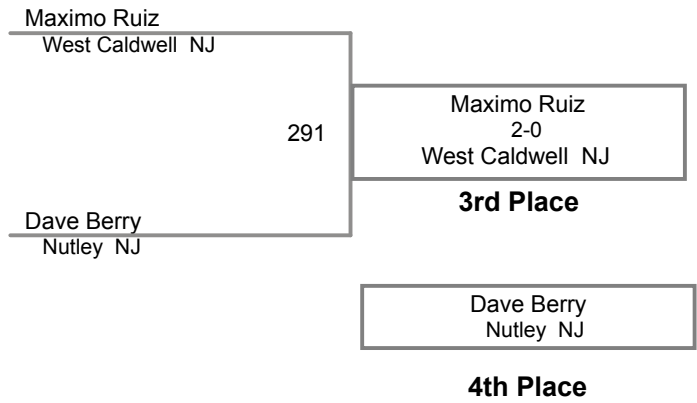 Maximo Ruiz
West Caldwell NJ
291
Maximo Ruiz
2-0
West Caldwell NJ
3rd Place
Dave Berry
Nutley NJ
Dave Berry
Nutley NJ
4th Place